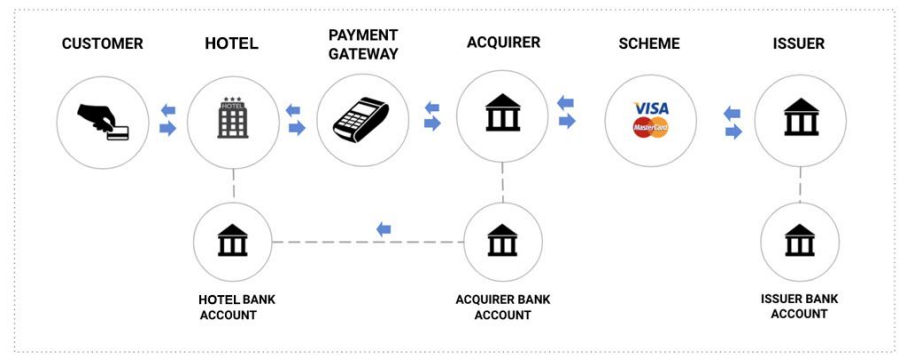 CUSTOMER
HOTEL
PAYMENT
GATEWAY
ACQUIRER
SCHEME
ISSUER
HOTEL
VISA
MasterCard
HOTEL BANK
ACCOUNT
ACQUIRER BANK
ACCOUNT
ISSUER BANK
ACCOUNT